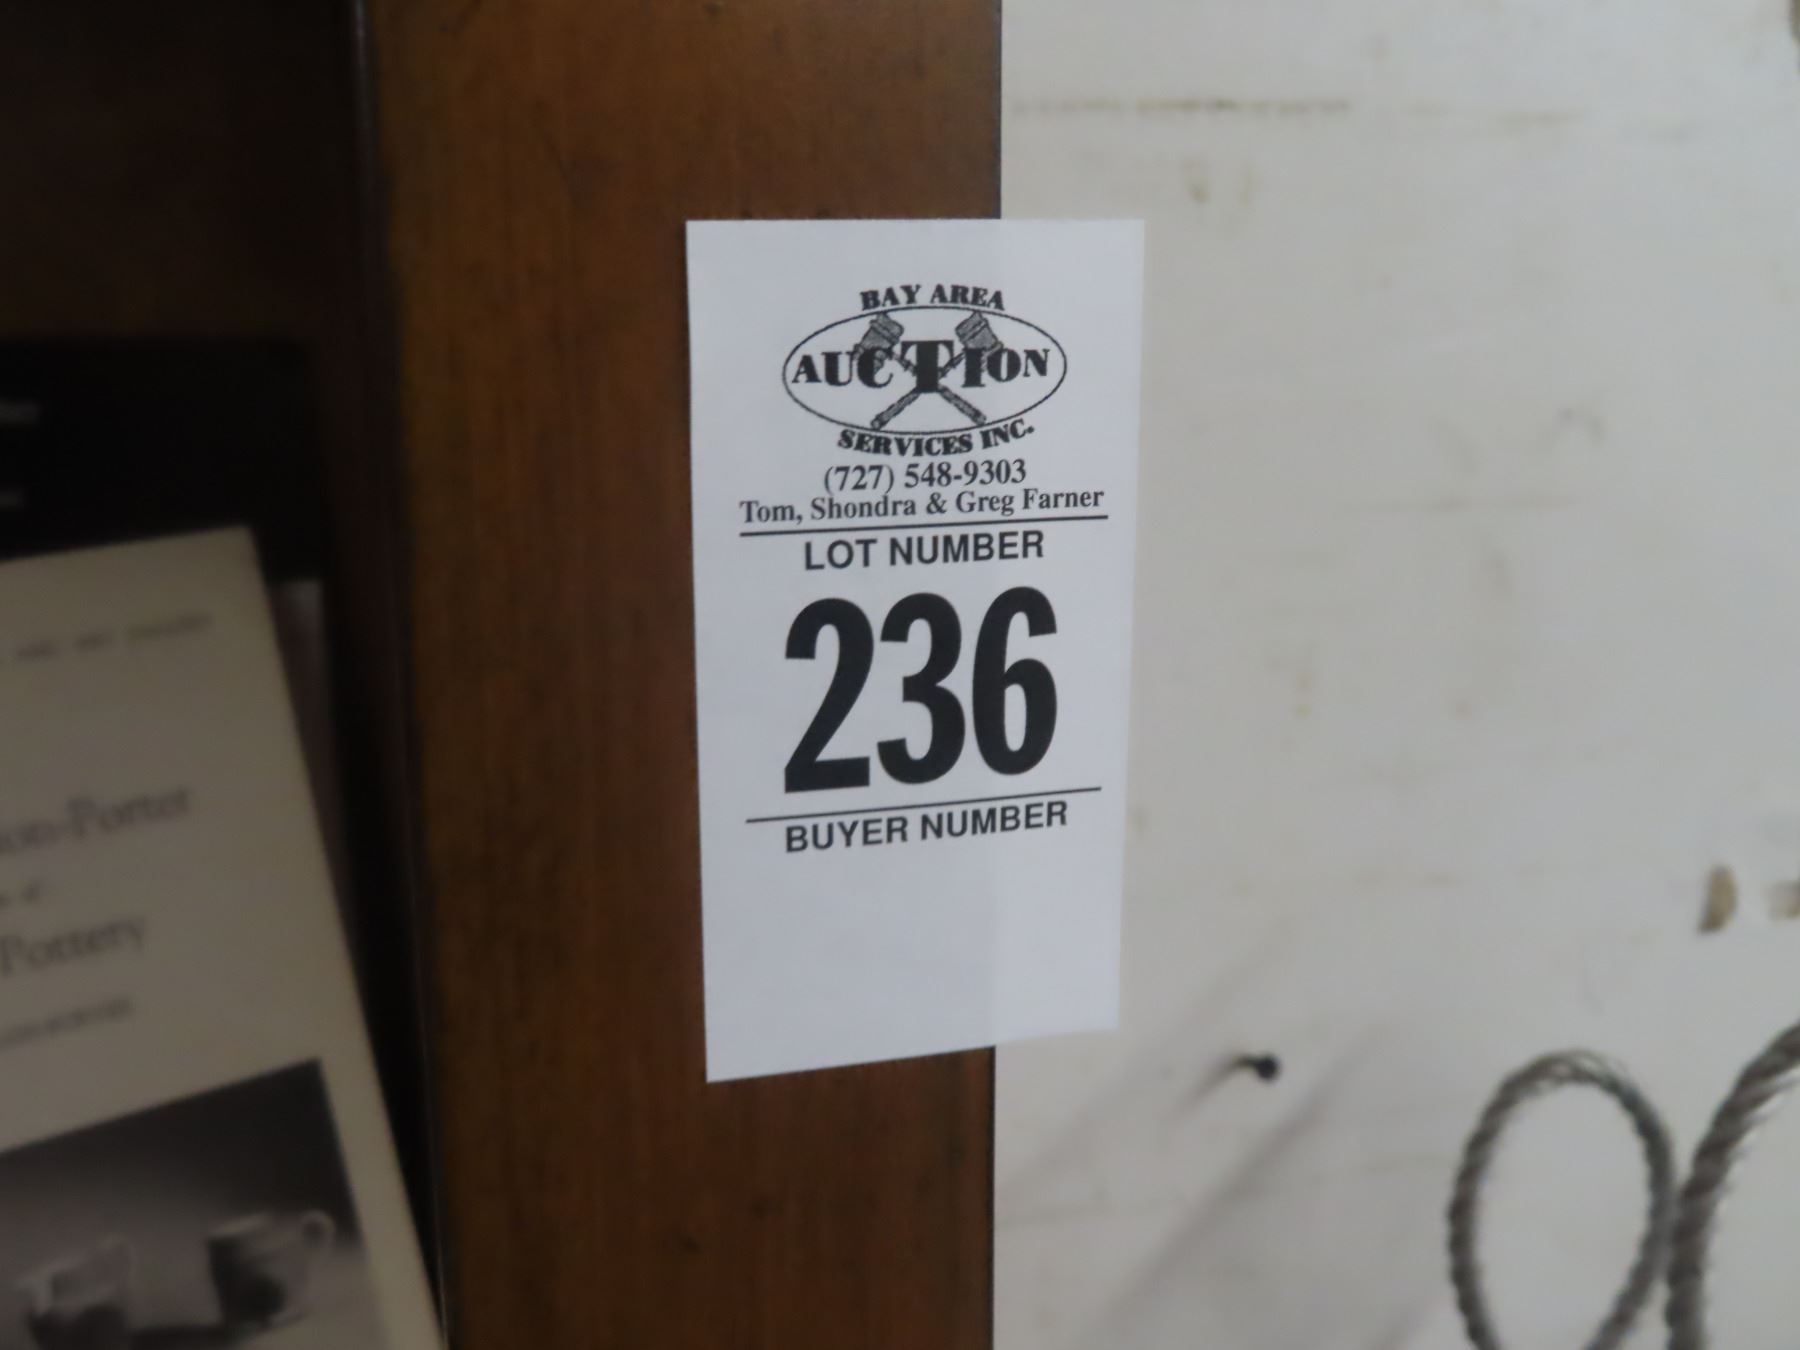 BAY AREA
AUCTION
SERVICES INC.
(727) 548-9303
Tom, Shondra & Greg Farner
LOT NUMBER
236
BUYER NUMBER
Pottery